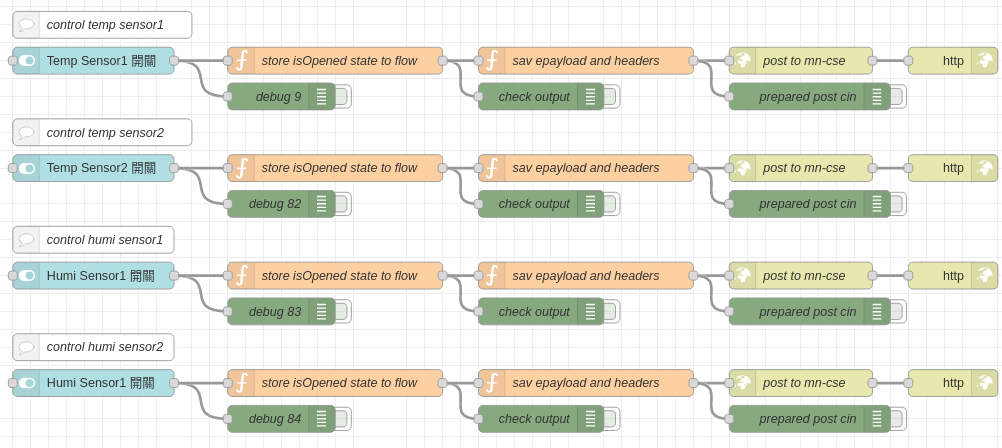 control temp sensor1
Temp Sensor1 開關 store isOpened state to flow sav epayload and headers post to mn-cse http
debug 9 check output prepared post cin
control temp sensor2
Temp Sensor2 開關 store isOpened state to flow sav epayload and headers post to mn-cse http
debug 82 check output prepared post cin
control humi sensor1
Humi Sensor1 開關 store isOpened state to flow sav epayload and headers post to mn-cse http
debug 83 check output prepared post cin
control humi sensor2
Humi Sensor1 開關 store isOpened state to flow sav epayload and headers post to mn-cse http
debug 84 check output prepared post cin